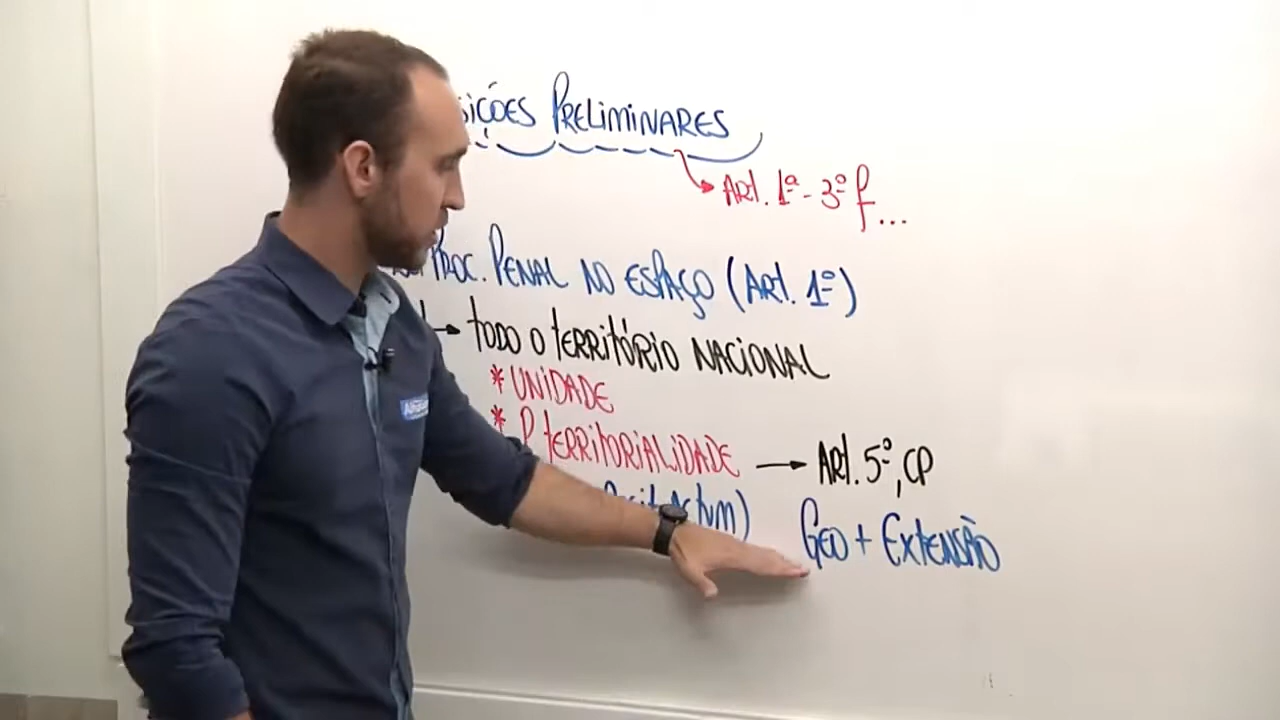 SIÇÕES PRELIMINARES
ART. 1º - 3º f...
PROC. PENAL NO ESPAÇO (ART. 1º)
TODO O TERRITÓRIO NACIONAL
* UNIDADE
* P TERRITORIALIDADE → ART. 5º, CP
GEO + EXTENSÃO